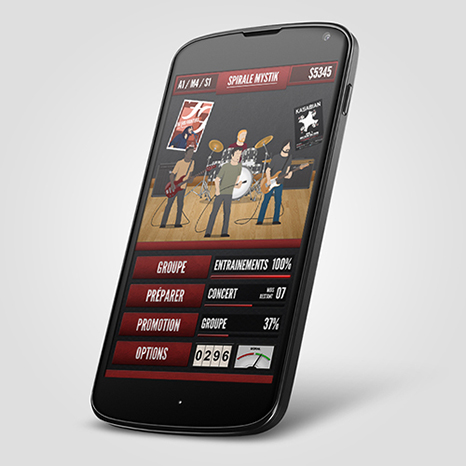 A1 / M4 / S1 SPIRALE MYSTIK $5345
KASABIAN
GROUPE ENTRAINEMENTS 100%
PRÉPARER CONCERT MOIS RESTANT 07
PROMOTION GROUPE 37%
OPTIONS 0296